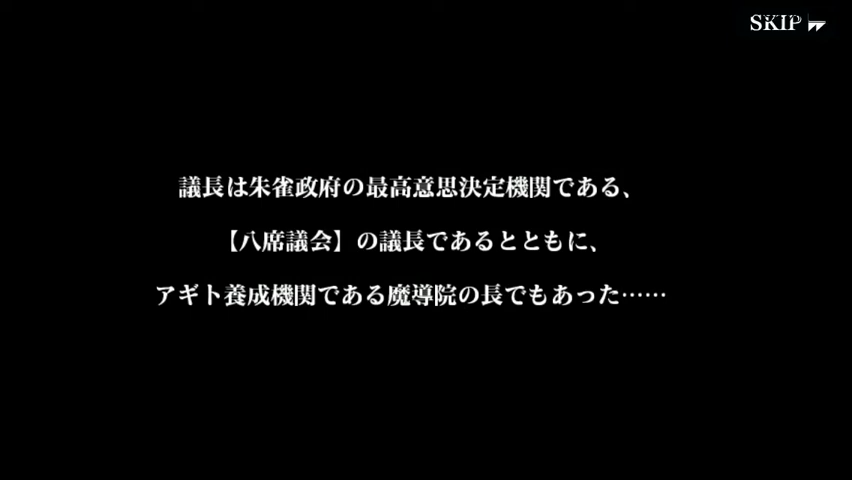 SKIP
議長は朱雀政府の最高意思決定機関である、
【八席議会】の議長であるとともに、
アギト養成機関である魔導院の長でもあった……